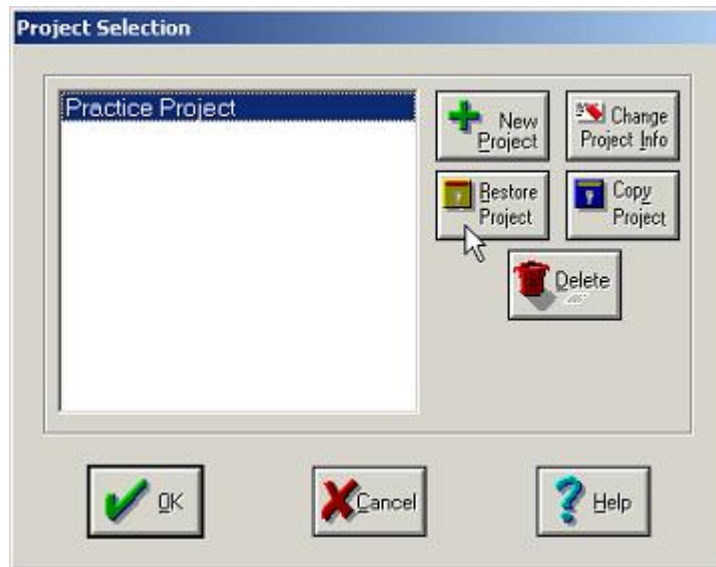 Project Selection
Practice Project
New
Project
Change
Project Info
Restore
Project
Copy
Project
Delete
OK
Cancel
Help